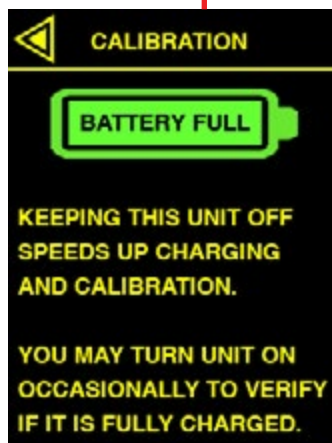 CALIBRATION
BATTERY FULL
KEEPING THIS UNIT OFF
SPEEDS UP CHARGING
AND CALIBRATION.
YOU MAY TURN UNIT ON
OCCASIONALLY TO VERIFY
IF IT IS FULLY CHARGED.